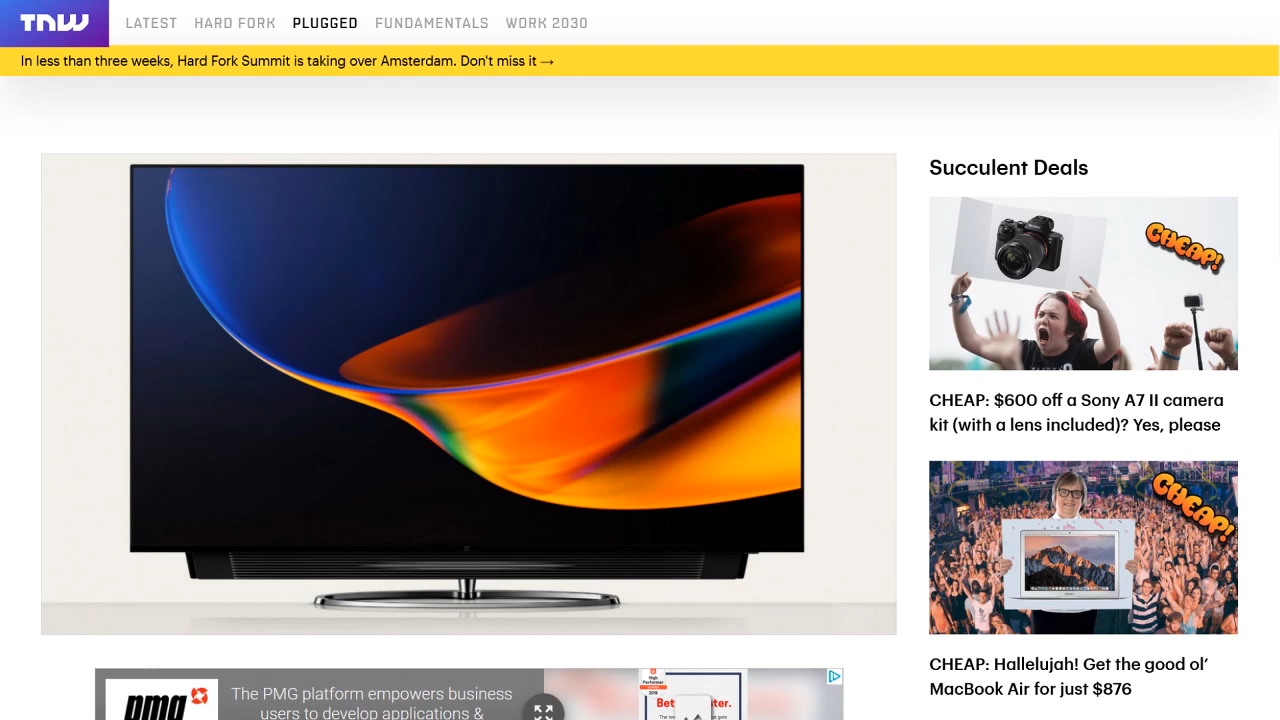 TNW
LATEST HARD FORK PLUGGED FUNDAMENTALS WORK 2030
In less than three weeks, Hard Fork Summit is taking over Amsterdam. Don't miss it →
Succulent Deals
CHEAP!
CHEAP: $600 off a Sony A7 II camera
kit (with a lens included)? Yes, please
CHEAP!
CHEAP: Hallelujah! Get the good ol’
MacBook Air for just $876
pmg
The PMG platform empowers business
users to develop applications &
High
Performer